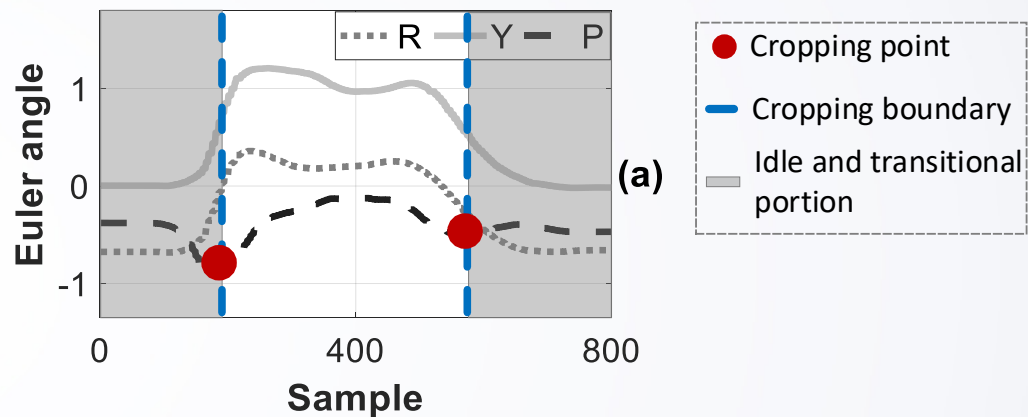 R Y P
1
0
-1
Euler angle
0 400 800
Sample
(a)
Cropping point
Cropping boundary
Idle and transitional
portion